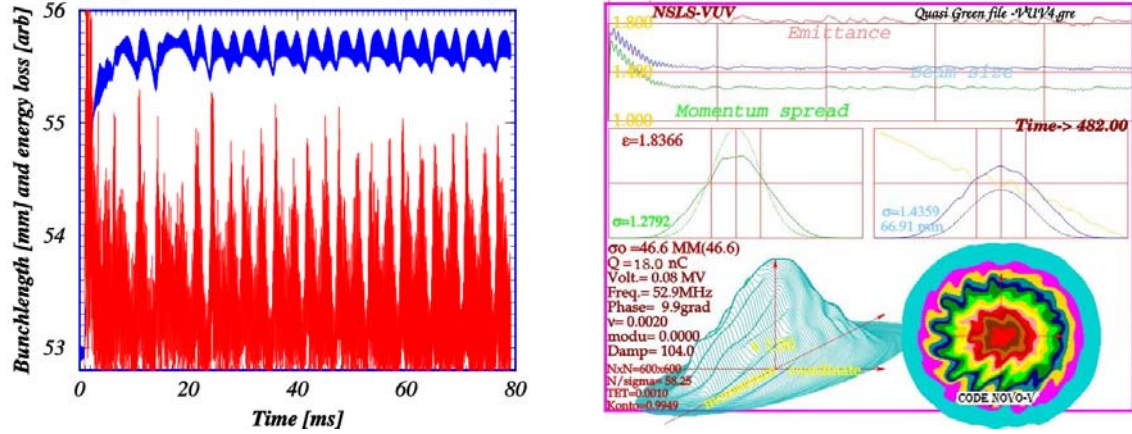 Bunchlength [mm] and energy loss [arb]
56
55
54
53
0 20 40 60 80
Time [ms]
NSLS-VUV
Quasi Green file -VUV4.gre
1.800
Emittance
1.400
Beam size
Momentum spread
1.000
Time-> 482.00
ε=1.8366
σ=1.2792
σ=1.4359
66.91 mm
σo =46.6 MM(46.6)
Q =18.0 nC
Volt.= 0.08 MV
Freq.= 52.9MHz
Phase= 9.9grad
ν= 0.0020
modu= 0.0000
Damp= 104.0
NxN=600x600
N/sigma= 58.25
TET=0.0010
Konto=0.9949
coordinate
CODE NOVO-V